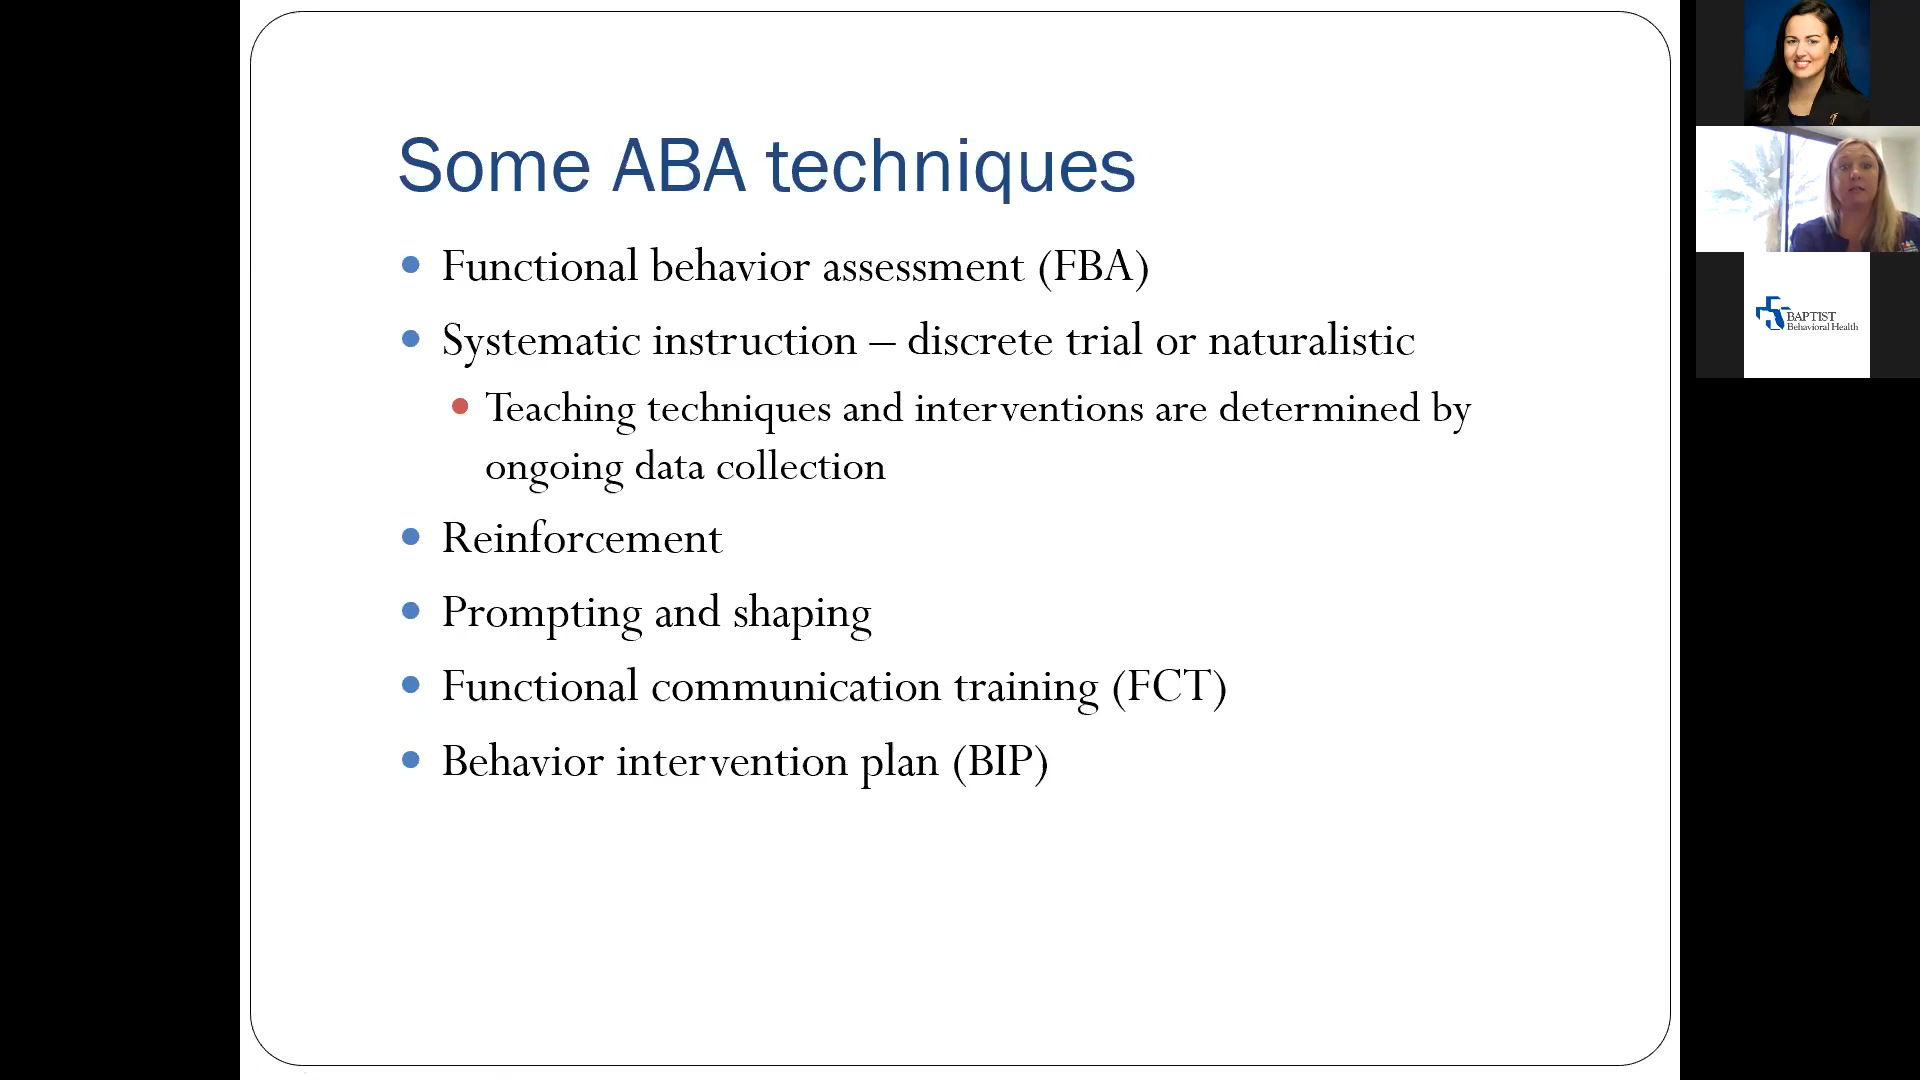 Some ABA techniques
Functional behavior assessment (FBA)
Systematic instruction – discrete trial or naturalistic
Teaching techniques and interventions are determined by
ongoing data collection
Reinforcement
Prompting and shaping
Functional communication training (FCT)
Behavior intervention plan (BIP)
BAPTIST
Behavioral Health